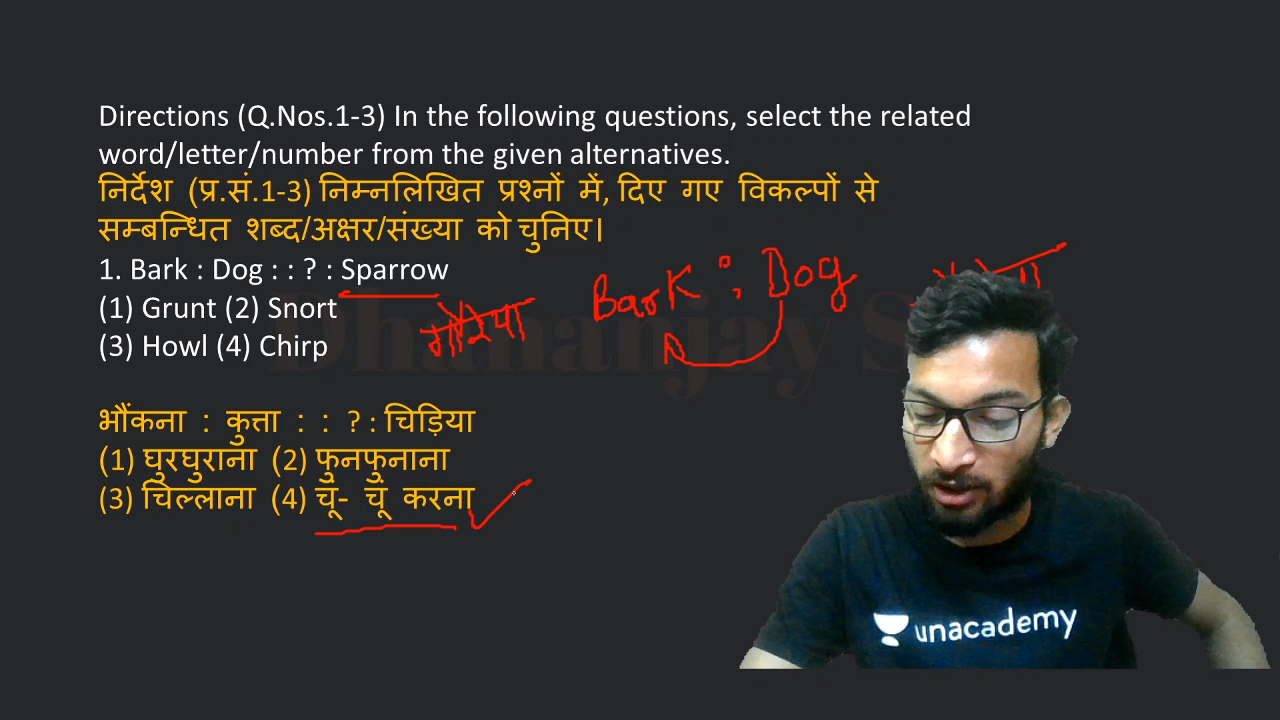 Directions (Q.Nos.1-3) In the following questions, select the related
word/letter/number from the given alternatives.
निर्देश (प्र.सं.1-3) निम्नलिखित प्रश्नों में, दिए गए विकल्पों से
सम्बन्धित शब्द/अक्षर/संख्या को चुनिए।
1. Bark : Dog : : ? : Sparrow
(1) Grunt (2) Snort
(3) Howl (4) Chirp
गौरेया
Bark : Dog
Dhananjay S
भौंकना : कुत्ता : : ? : चिड़िया
(1) घुरघुराना (2) फुनफुनाना
(3) चिल्लाना (4) चूं- चूं करना
unacademy